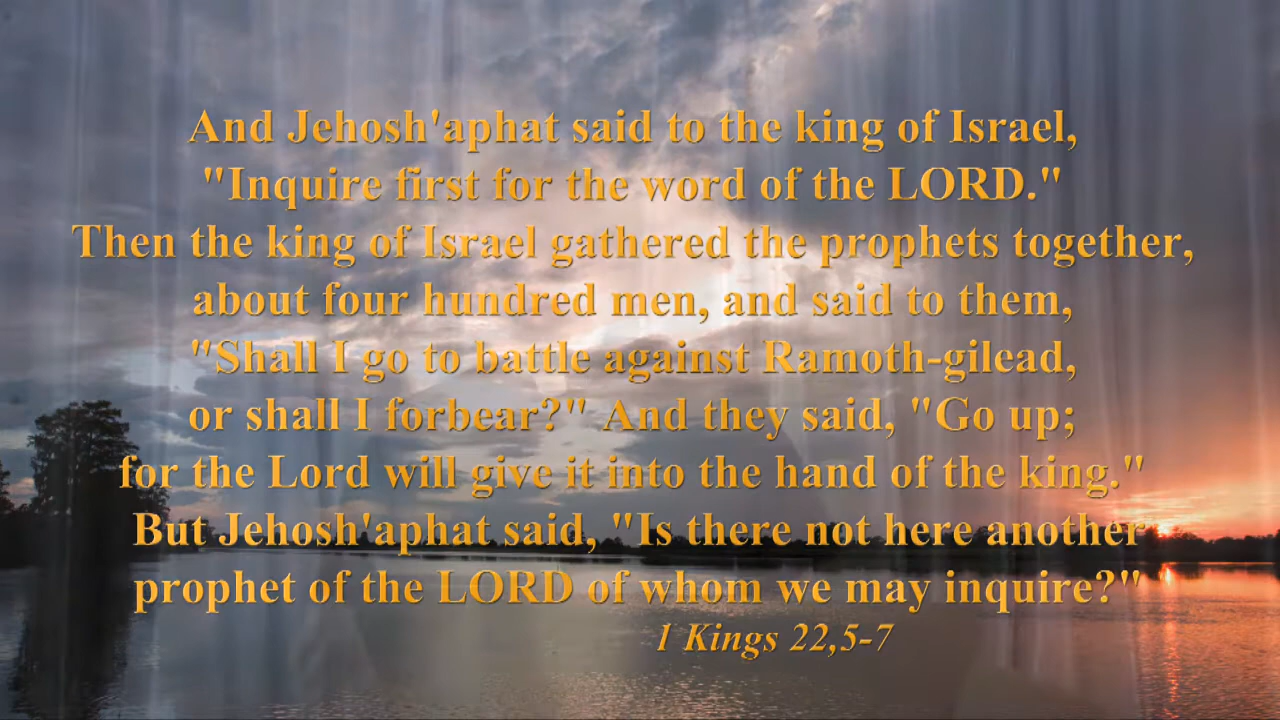 And Jehosh'aphat said to the king of Israel,
"Inquire first for the word of the LORD."
Then the king of Israel gathered the prophets together,
about four hundred men, and said to them,
"Shall I go to battle against Ramoth-gilead,
or shall I forbear?" And they said, "Go up;
for the Lord will give it into the hand of the king."
But Jehosh'aphat said, "Is there not here another
prophet of the LORD of whom we may inquire?"
1 Kings 22,5-7